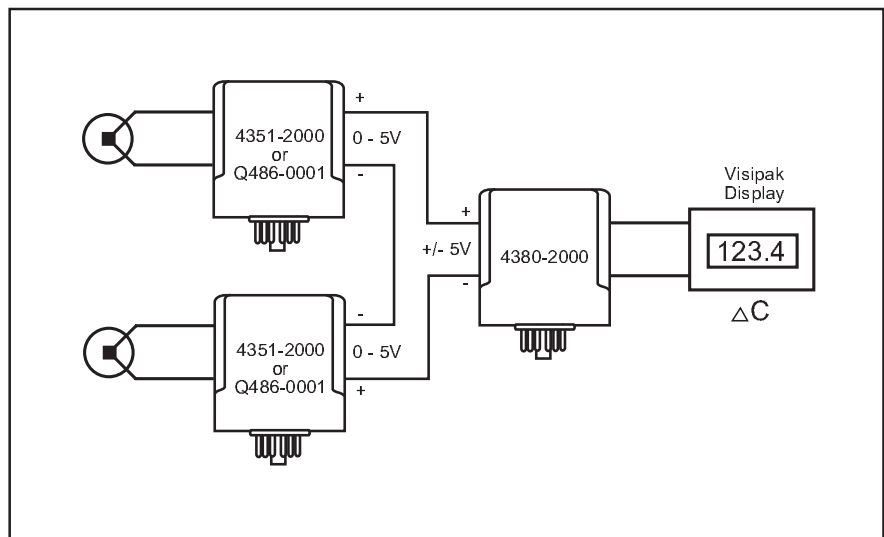 +
4351-2000
or
Q486-0001
0 - 5V
-
Visipak
Display
+
+/- 5V
-
4380-2000
123.4
△C
-
4351-2000
or
Q486-0001
0 - 5V
+